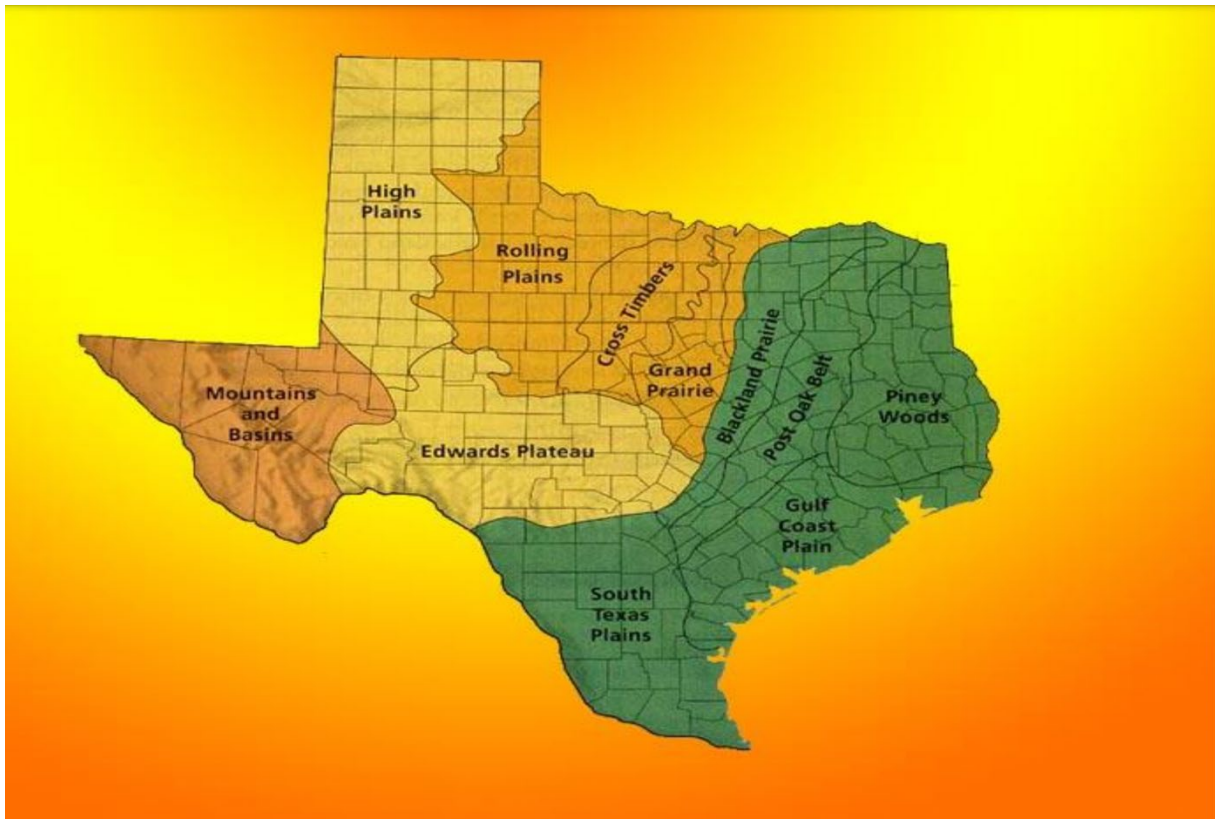 High
Plains
Rolling
Plains
Cross Timbers
Grand
Prairie
Blackland Prairie
Post Oak Belt
Piney
Woods
Mountains
and
Basins
Edwards Plateau
Gulf
Coast
Plain
South
Texas
Plains